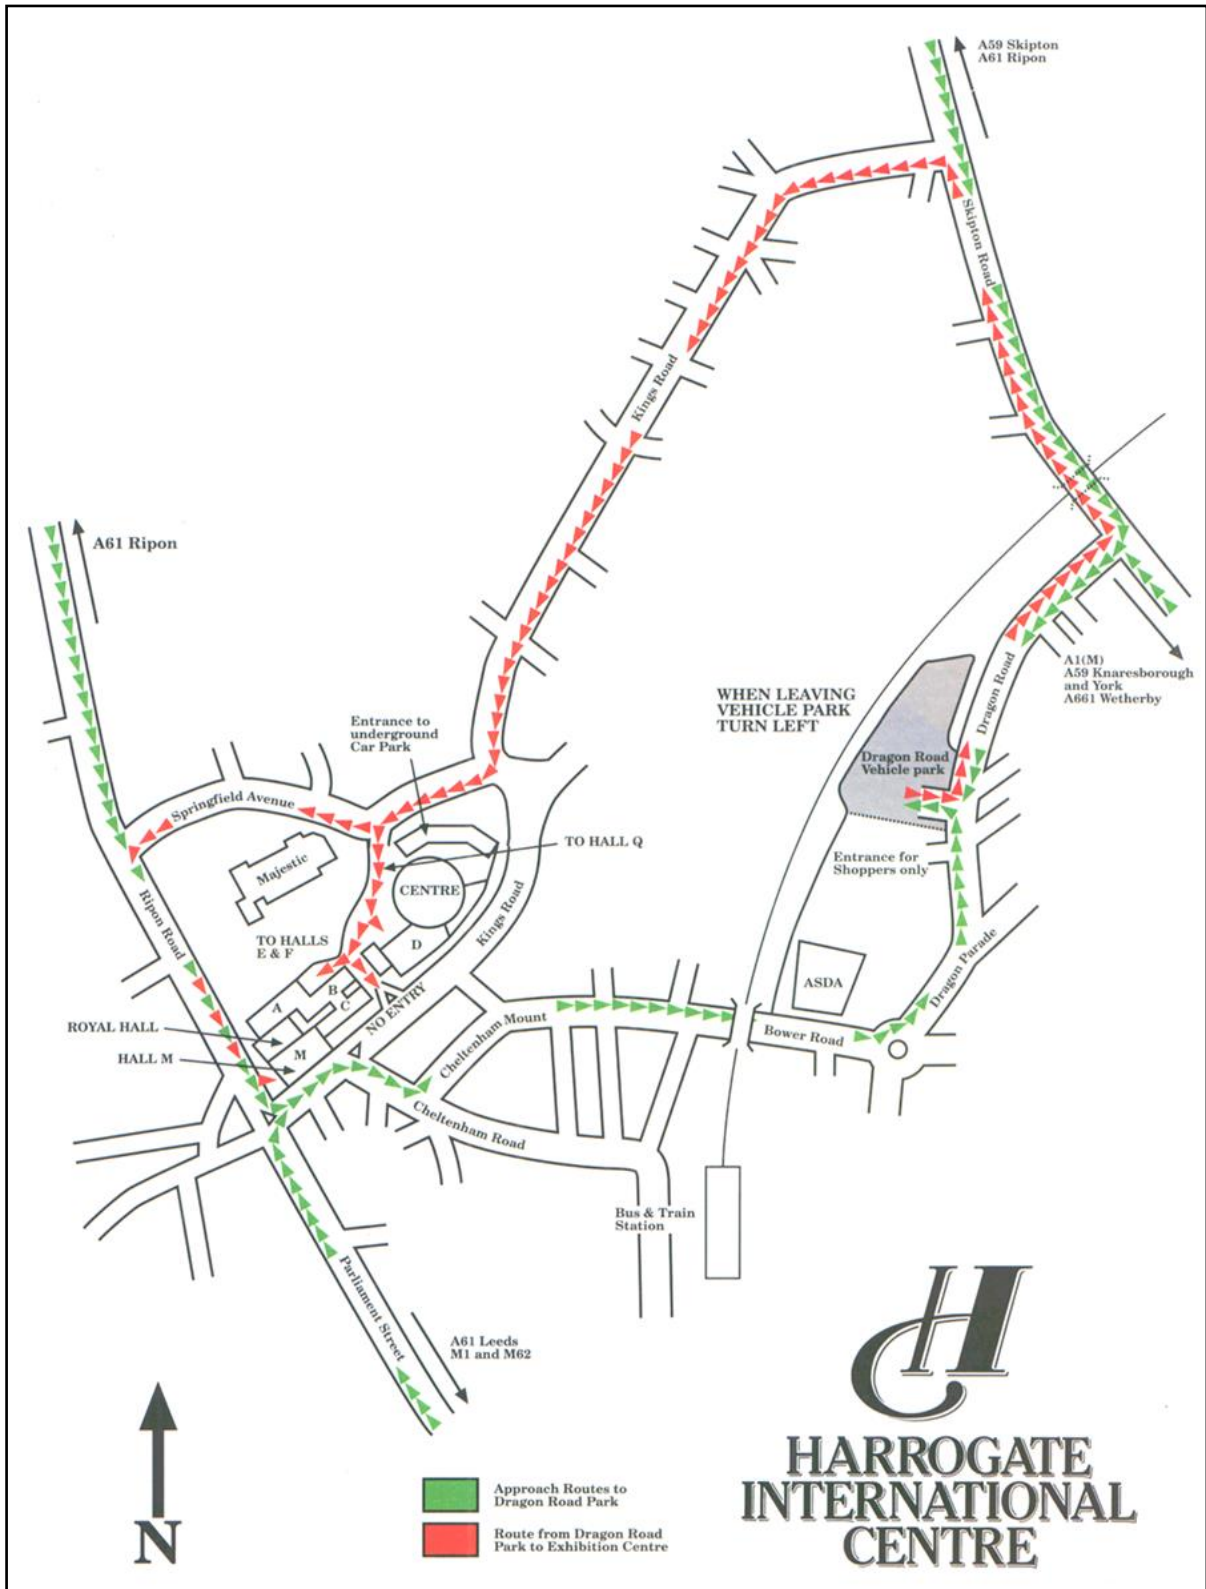 A59 Skipton
A61 Ripon
Skipton Road
Kings Road
A61 Ripon
A1(M)
A59 Knaresborough
and York
A661 Wetherby
WHEN LEAVING
VEHICLE PARK
TURN LEFT
Dragon Road
Entrance to
underground
Car Park
Dragon Road
Vehicle park
Springfield Avenue
TO HALL Q
Majestic
CENTRE
Entrance for
Shoppers only
Ripon Road
Kings Road
TO HALLS
E & F
D
Dragon Parade
ASDA
B
A
C
NO ENTRY
ROYAL HALL
Cheltenham Mount
Bower Road
HALL M
M
Cheltenham Road
Bus & Train
Station
Parliament Street
A61 Leeds
M1 and M62
N
Approach Routes to
Dragon Road Park
Route from Dragon Road
Park to Exhibition Centre
H
HARROGATE
INTERNATIONAL
CENTRE